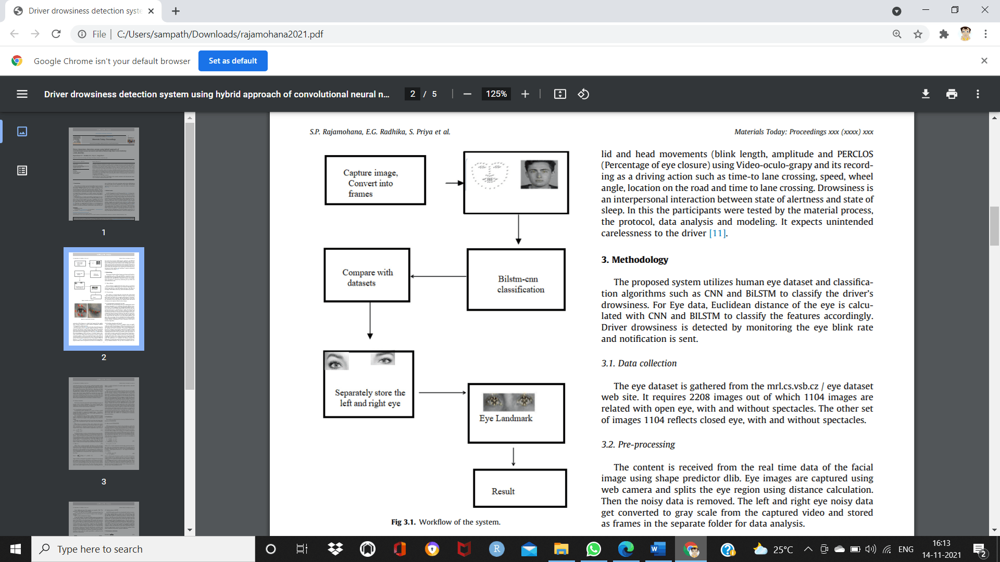 Driver drowsiness detection syste
File
C:/Users/sampath/Downloads/rajamohana2021.pdf
Google Chrome isn't your default browser
Set as default
Driver drowsiness detection system using hybrid approach of convolutional neural n...
2 / 5
125%
1
2
3
S.P. Rajamohana, E.G. Radhika, S. Priya et al.
Materials Today: Proceedings xxx (xxxx) xxx
Capture image,
Convert into
frames
Compare with
datasets
Bilstm-cnn
classification
Separately store the
left and right eye
Eye Landmark
Result
Fig 3.1. Workflow of the system.
lid and head movements (blink length, amplitude and PERCLOS
(Percentage of eye closure) using Video-oculo-grapy and its record-
ing as a driving action such as time-to lane crossing, speed, wheel
angle, location on the road and time to lane crossing. Drowsiness is
an interpersonal interaction between state of alertness and state of
sleep. In this the participants were tested by the material process,
the protocol, data analysis and modeling. It expects unintended
carelessness to the driver [11].
3. Methodology
The proposed system utilizes human eye dataset and classifica-
tion algorithms such as CNN and BiLSTM to classify the driver's
drowsiness. For Eye data, Euclidean distance of the eye is calcu-
lated with CNN and BILSTM to classify the features accordingly.
Driver drowsiness is detected by monitoring the eye blink rate
and notification is sent.
3.1. Data collection
The eye dataset is gathered from the mrl.cs.vsb.cz / eye dataset
web site. It requires 2208 images out of which 1104 images are
related with open eye, with and without spectacles. The other set
of images 1104 reflects closed eye, with and without spectacles.
3.2. Pre-processing
The content is received from the real time data of the facial
image using shape predictor dlib. Eye images are captured using
web camera and splits the eye region using distance calculation.
Then the noisy data is removed. The left and right eye noisy data
get converted to gray scale from the captured video and stored
as frames in the separate folder for data analysis.
Type here to search
25°C
ENG
16:13
14-11-2021
2